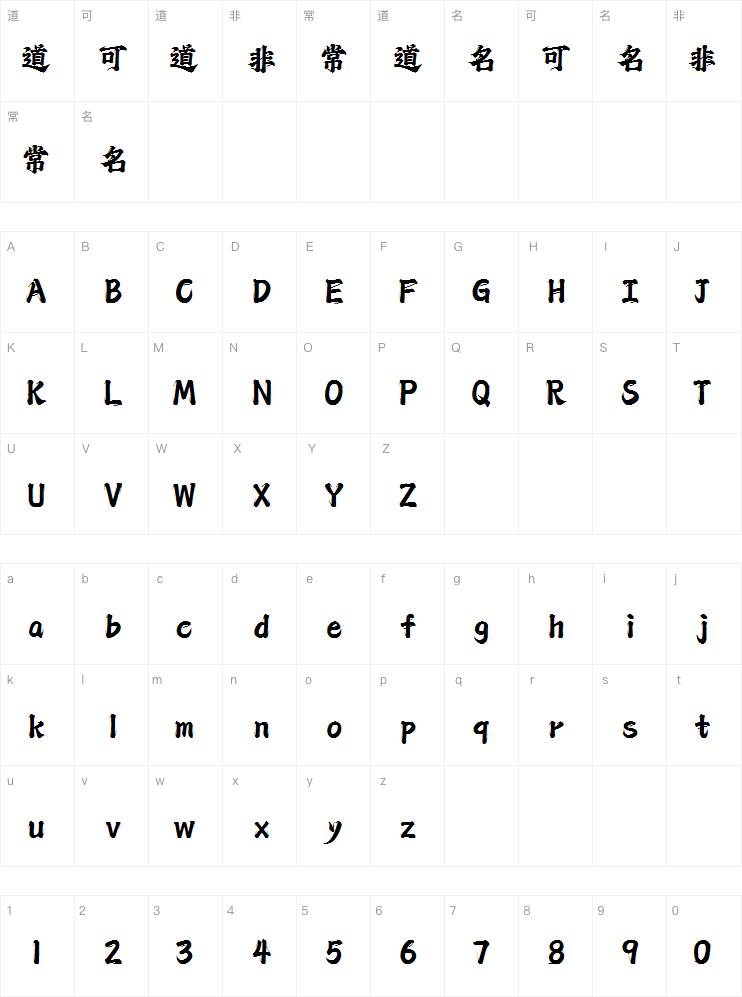 道 可 道 非 常 道 名 可 名 非
道 可 道 非 常 道 名 可 名 非
常 名
常 名
A B C D E F G H I J
A B C D E F G H I J
K L M N O P Q R S T
K L M N O P Q R S T
U V W X Y Z
U V W X Y Z
a b c d e f g h i j
a b c d e f g h i j
k l m n o p q r s t
k l m n o p q r s t
u v w x y z
u v w x y z
1 2 3 4 5 6 7 8 9 0
1 2 3 4 5 6 7 8 9 0